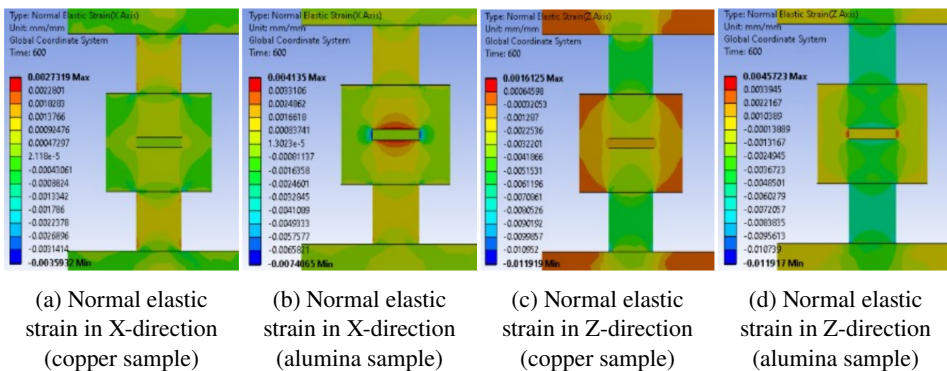 Type: Normal Elastic Strain(X Axis)
Unit: mm/mm
Global Coordinate System
Time: 600
0.0027319 Max
0.0022801
0.0018283
0.0013766
0.00092476
0.00047297
2.118e-5
-0.00043061
-0.0008824
-0.0013342
-0.001786
-0.0022378
-0.0026896
-0.0031414
-0.0035932 Min
Type: Normal Elastic Strain(X Axis)
Unit: mm/mm
Global Coordinate System
Time: 600
0.004135 Max
0.0033106
0.0024862
0.0016618
0.00083741
1.3023e-5
-0.00081137
-0.0016358
-0.0024601
-0.0032845
-0.0041089
-0.0049333
-0.0057577
-0.0065821
-0.0074065 Min
Type: Normal Elastic Strain(Z Axis)
Unit: mm/mm
Global Coordinate System
Time: 600
0.0016125 Max
0.00064598
-0.00032053
-0.001287
-0.0022536
-0.0032201
-0.0041866
-0.0051531
-0.0061196
-0.0070861
-0.0080526
-0.0090192
-0.0099857
-0.010952
-0.011919 Min
Type: Normal Elastic Strain(Z Axis)
Unit: mm/mm
Global Coordinate System
Time: 600
0.0045723 Max
0.0033945
0.0022167
0.0010389
-0.00013889
-0.0013167
-0.0024945
-0.0036723
-0.0048501
-0.0060279
-0.0072057
-0.0083835
-0.0095613
-0.010739
-0.011917 Min
(a) Normal elastic
strain in X-direction
(copper sample)
(b) Normal elastic
strain in X-direction
(alumina sample)
(c) Normal elastic
strain in Z-direction
(copper sample)
(d) Normal elastic
strain in Z-direction
(alumina sample)